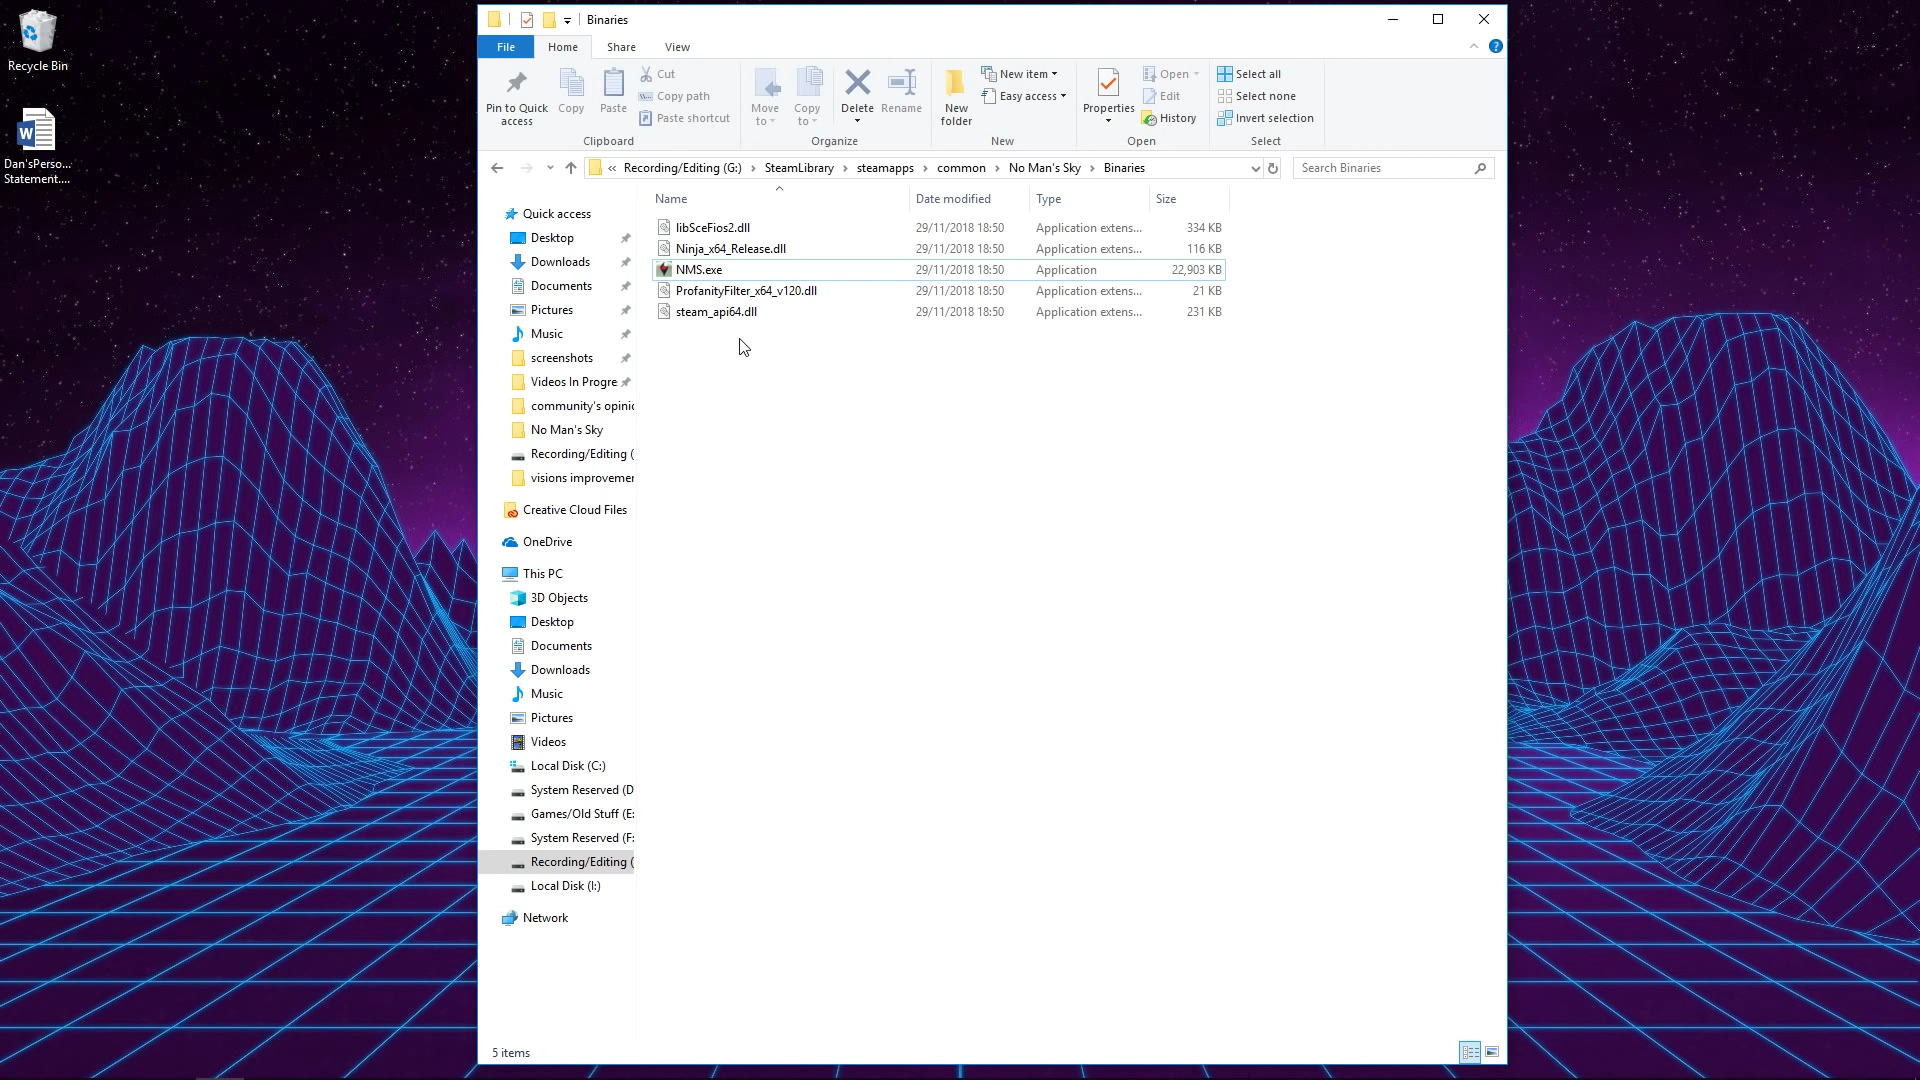 Recycle Bin
Dan'sPerso...
Statement....
Binaries
File Home Share View
Pin to Quick access
Copy
Paste
Cut
Copy path
Paste shortcut
Clipboard
Move to
Copy to
Delete
Rename
Organize
New folder
New item
Easy access
New
Properties
Open
Edit
History
Open
Select all
Select none
Invert selection
Select
« Recording/Editing (G:) › SteamLibrary › steamapps › common › No Man's Sky › Binaries
Search Binaries
Name Date modified Type Size
libSceFios2.dll 29/11/2018 18:50 Application extens... 334 KB
Ninja_x64_Release.dll 29/11/2018 18:50 Application extens... 116 KB
NMS.exe 29/11/2018 18:50 Application 22,903 KB
ProfanityFilter_x64_v120.dll 29/11/2018 18:50 Application extens... 21 KB
steam_api64.dll 29/11/2018 18:50 Application extens... 231 KB
Quick access
Desktop
Downloads
Documents
Pictures
Music
screenshots
Videos In Progre
community's opinio
No Man's Sky
Recording/Editing (
visions improvemen
Creative Cloud Files
OneDrive
This PC
3D Objects
Desktop
Documents
Downloads
Music
Pictures
Videos
Local Disk (C:)
System Reserved (D
Games/Old Stuff (E:
System Reserved (F:
Recording/Editing (
Local Disk (I:)
Network
5 items